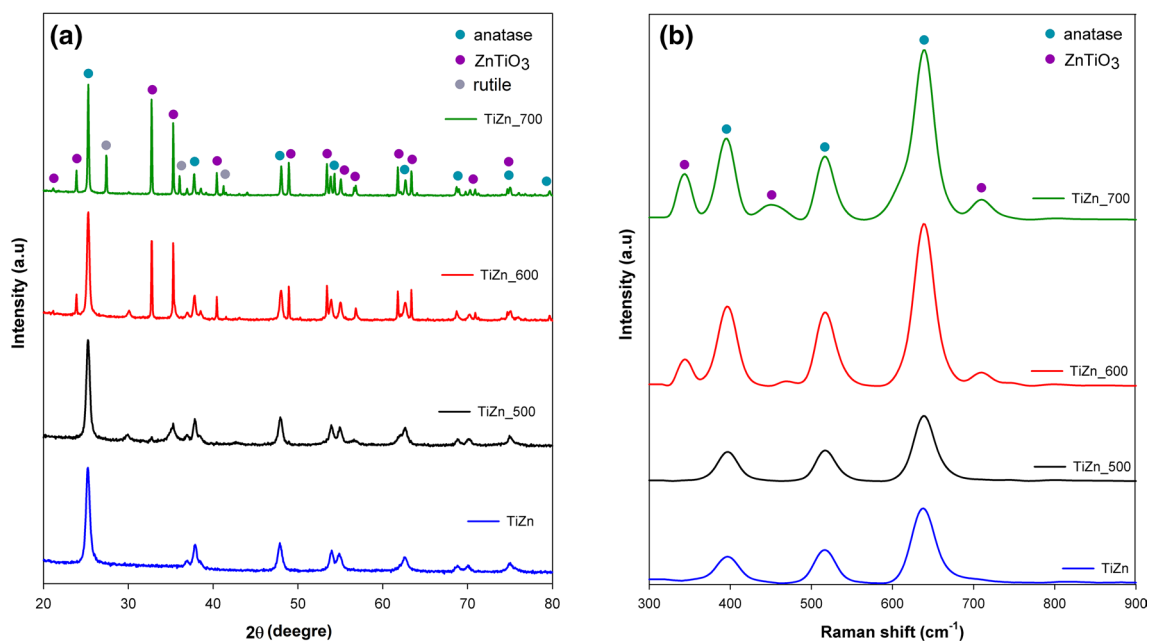 (a)
anatase
ZnTiO3
rutile
TiZn_700
TiZn_600
TiZn_500
TiZn
Intensity (a.u)
20 30 40 50 60 70 80
2θ (deegre)
(b)
anatase
ZnTiO3
TiZn_700
TiZn_600
TiZn_500
TiZn
Intensity (a.u)
300 400 500 600 700 800 900
Raman shift (cm-1)